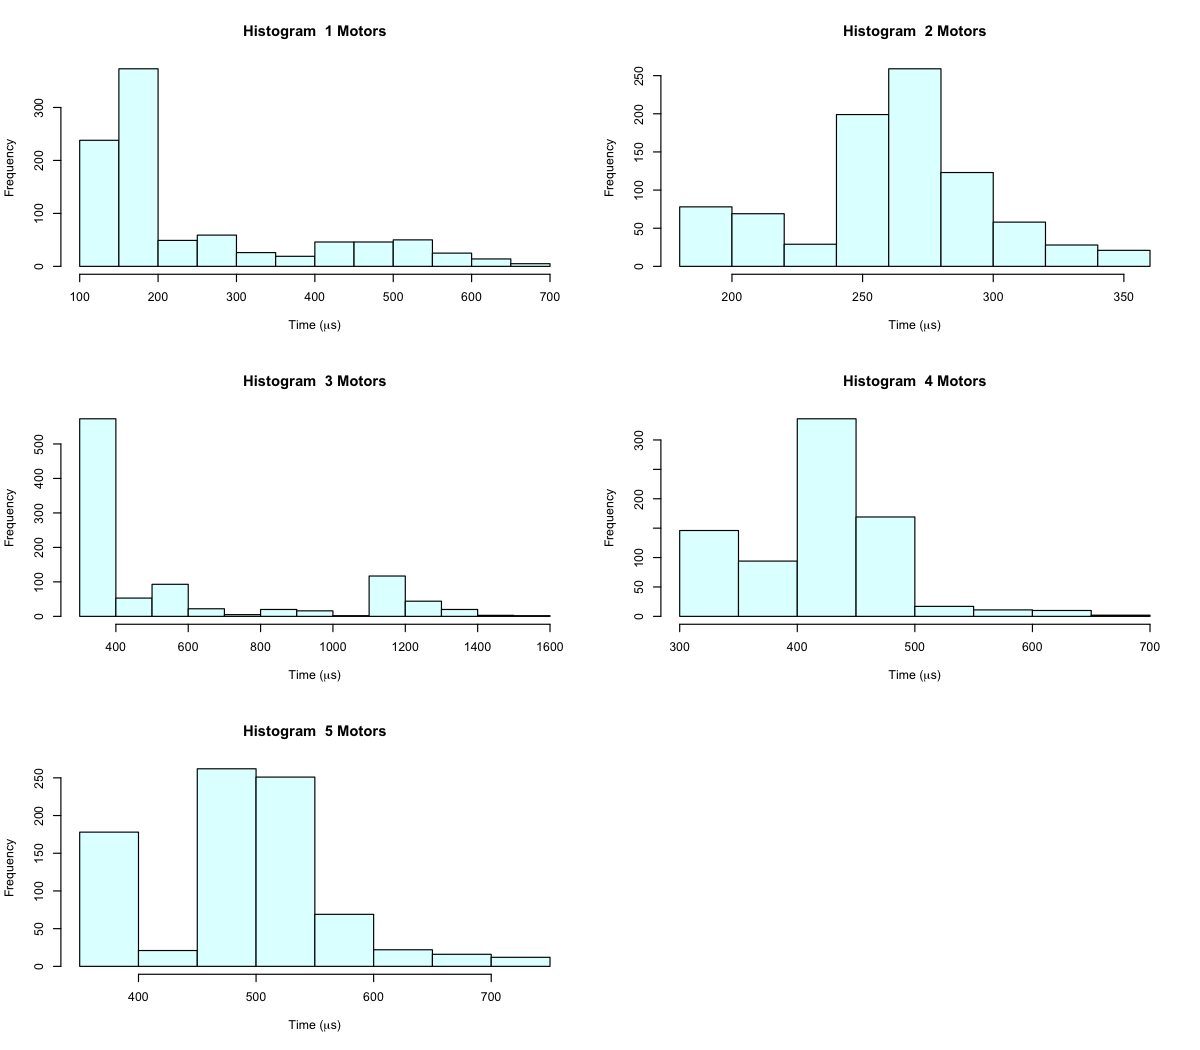 Histogram  1 Motors
Frequency
0 100 200 300
100 200 300 400 500 600 700
Time (μs)
Histogram  2 Motors
Frequency
0 50 100 150 200 250
200 250 300 350
Time (μs)
Histogram  3 Motors
Frequency
0 100 200 300 400 500
400 600 800 1000 1200 1400 1600
Time (μs)
Histogram  4 Motors
Frequency
0 50 100 200 300
300 400 500 600 700
Time (μs)
Histogram  5 Motors
Frequency
0 50 100 150 200 250
400 500 600 700
Time (μs)